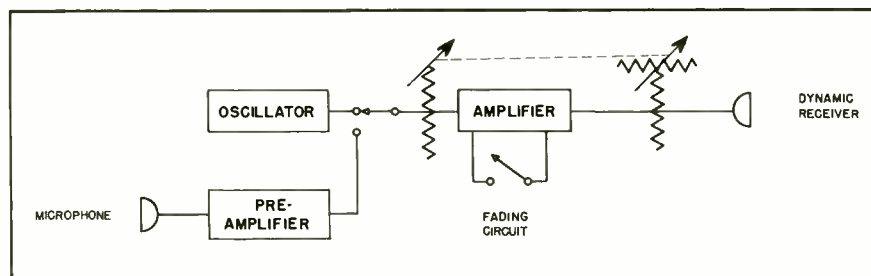 OSCILLATOR
AMPLIFIER
DYNAMIC
RECEIVER
MICROPHONE
PRE-
AMPLIFIER
FADING
CIRCUIT